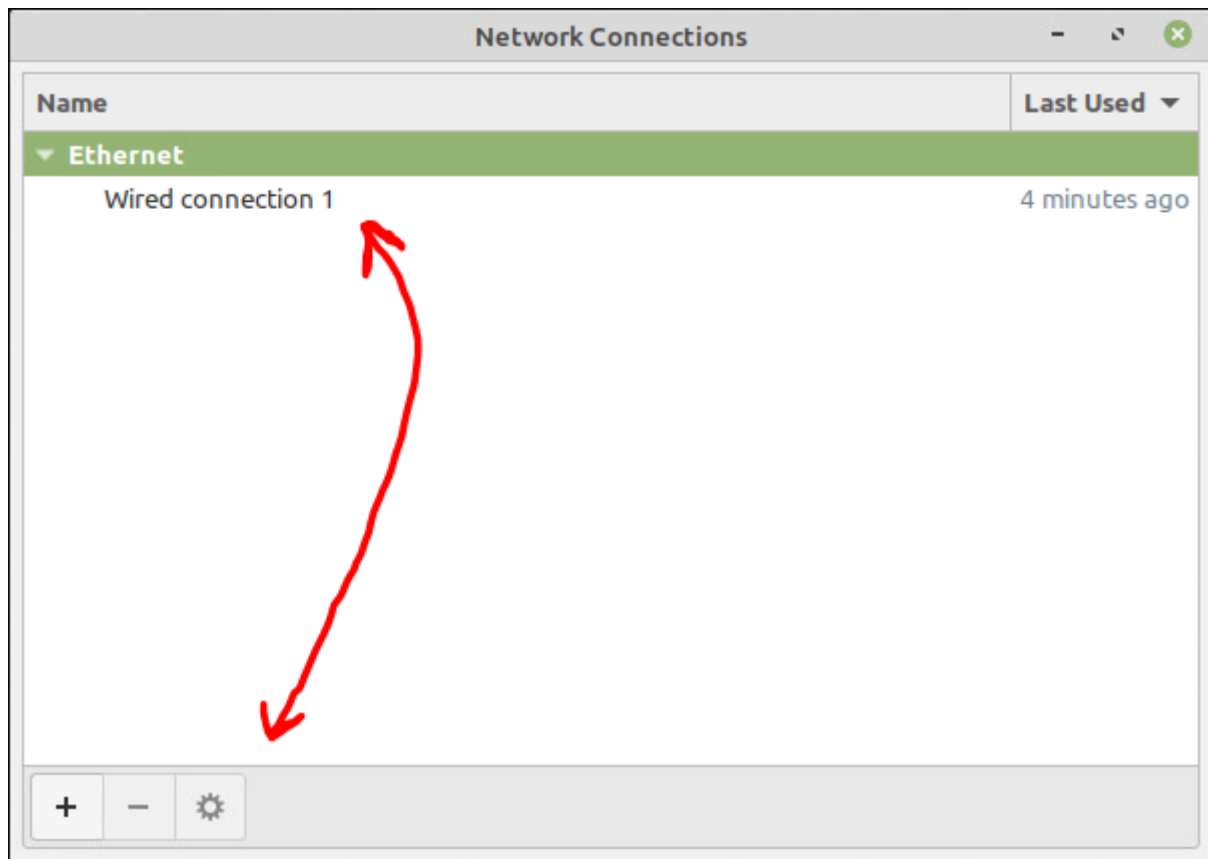 Network Connections
Name Last Used
Ethernet
Wired connection 1 4 minutes ago